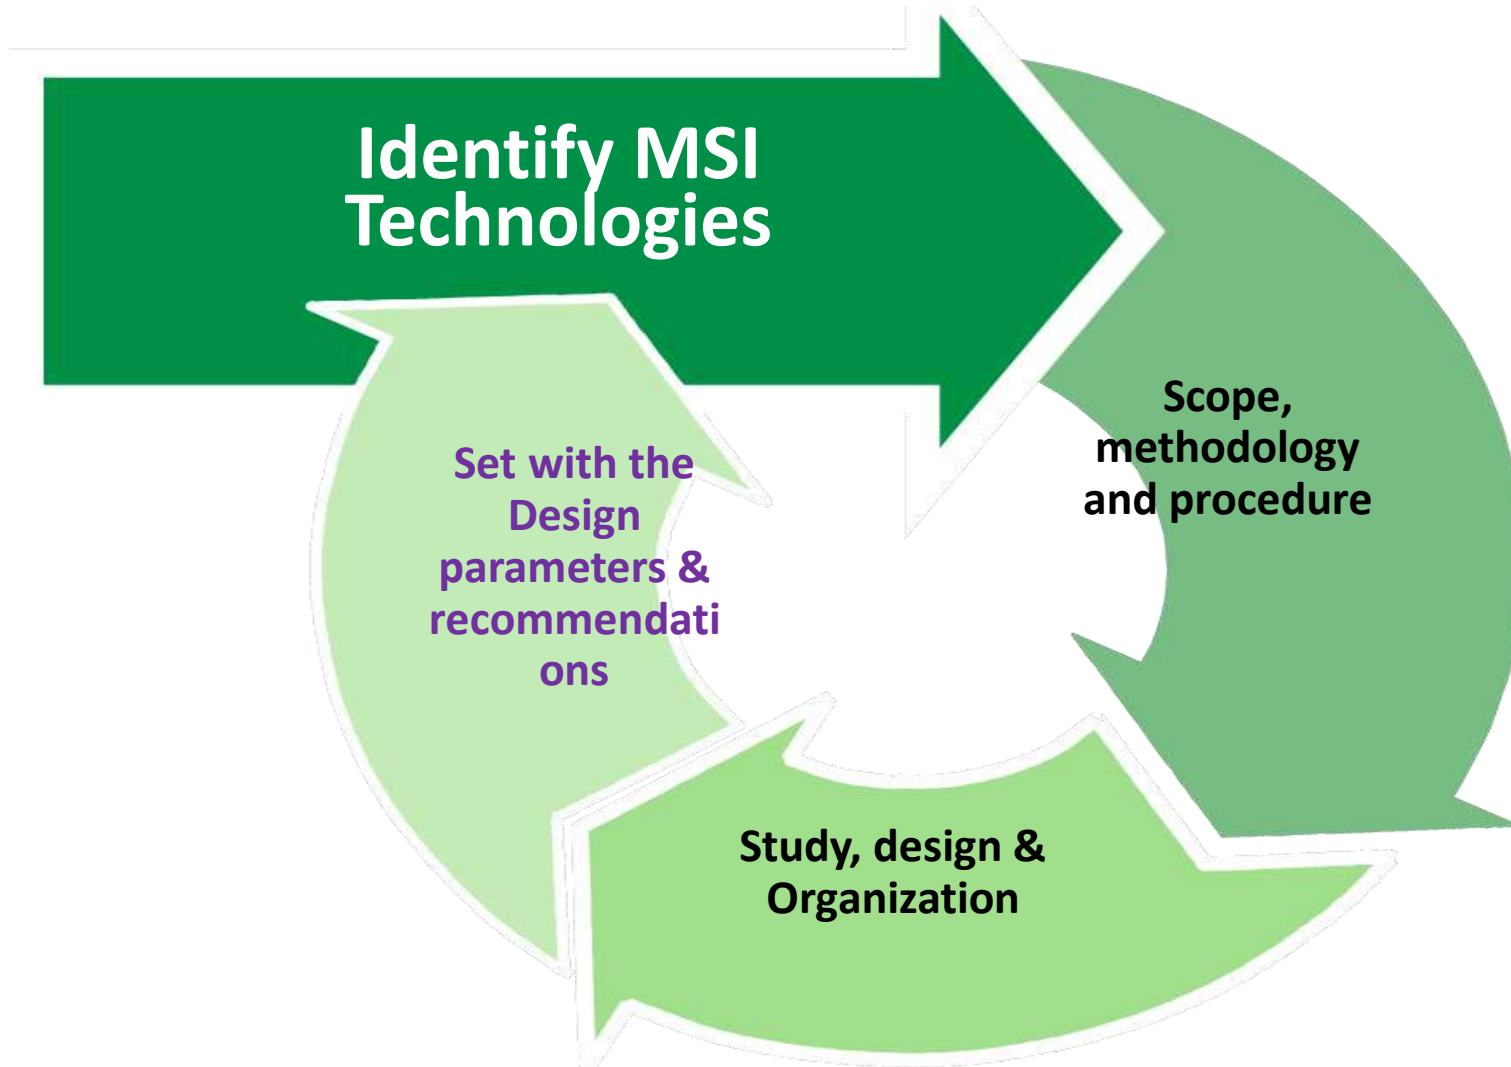 Identify MSI
Technologies
Scope,
methodology
and procedure
Study, design &
Organization
Set with the
Design
parameters &
recommendati
ons